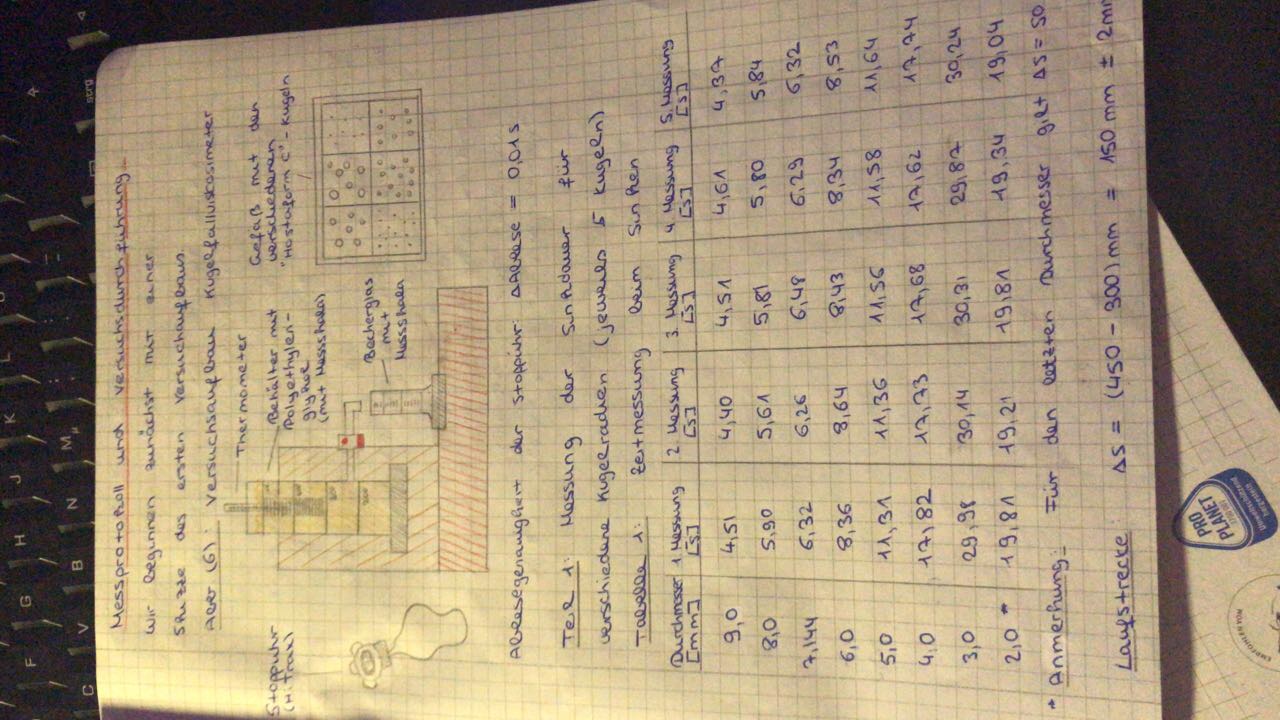 F G H J K L
C V B N M µ ; : _
strg
Messprotokoll und Versuchsdurchführung
Wir beginnen zunächst mit einer
Skizze des ersten Versuchaufbaus.
Abb (6): Versuchsaufbau Kugelfallviskosimeter
Thermometer
Stoppuhr
(Hi-Trax)
Behälter mit
Polyethylen-
glykol
(mit Messskala)
Gefäß mit den
verschiedenen
"Hostaform C"-Kugeln
Becherglas
mit
Messskala
Ablesegenauigkeit der Stoppuhr: ΔAblese = 0,01s
Teil 1: Messung der Sinkdauer für
verschiedene Kugelradien (jeweils 5 Kugeln)
Tabelle 1: Zeitmessung beim Sinken
Durchmesser [mm] 1. Messung [s] 2. Messung [s] 3. Messung [s] 4. Messung [s] 5. Messung [s]
9,0 4,51 4,40 4,51 4,61 4,37
8,0 5,90 5,61 5,81 5,80 5,84
7,144 6,32 6,26 6,48 6,29 6,32
6,0 8,36 8,64 8,43 8,34 8,53
5,0 11,31 11,36 11,56 11,58 11,64
4,0 17,82 17,73 17,68 17,62 17,74
3,0 29,98 30,14 30,31 29,87 30,24
2,0 * 19,81 19,21 19,81 19,34 19,04
* Anmerkung: Für den letzten Durchmesser gilt ΔS = 50
Laufstrecke: ΔS = (450 - 300) mm = 150 mm ± 2mm
PRO
PLANET
Umweltschützend
hergestellt
EMPFOHLEN VOM